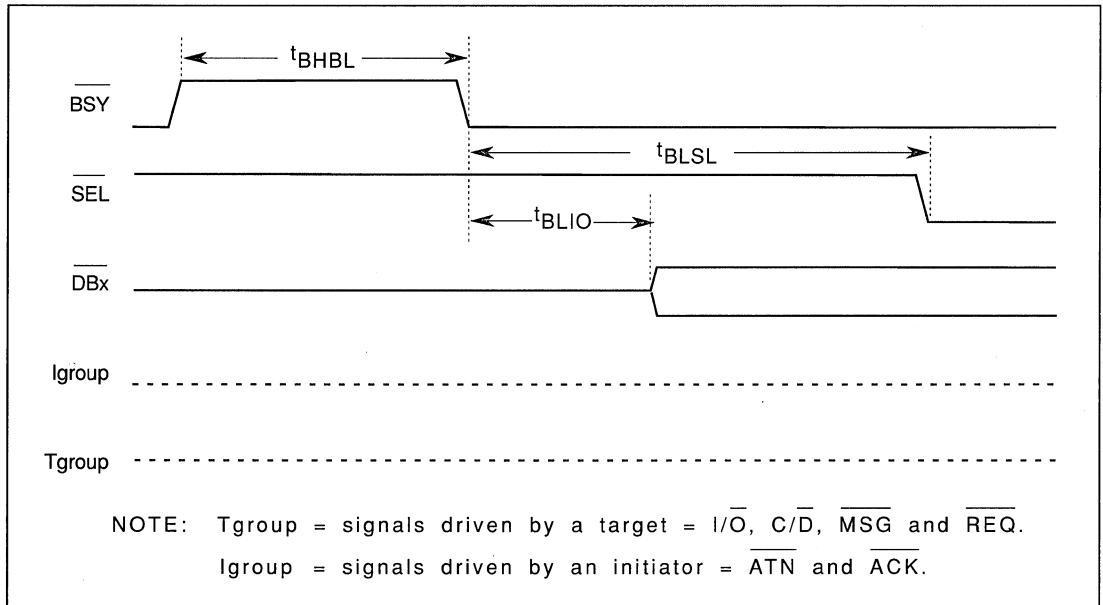 tBHBL
BSY
tBLSL
SEL
tBLIO
DBx
Igroup
Tgroup
NOTE: Tgroup = signals driven by a target = I/O, C/D, MSG and REQ.
Igroup = signals driven by an initiator = ATN and ACK.